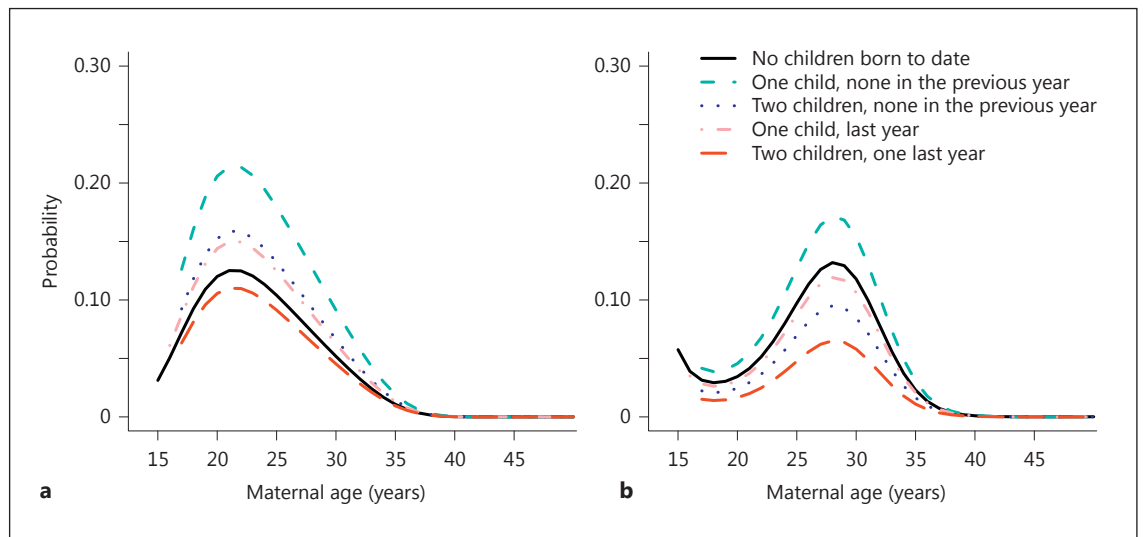 0.30
0.20
0.10
0
Probability
15 20 25 30 35 40 45
Maternal age (years)
a
0.30
0.20
0.10
0
15 20 25 30 35 40 45
Maternal age (years)
b
No children born to date
One child, none in the previous year
Two children, none in the previous year
One child, last year
Two children, one last year